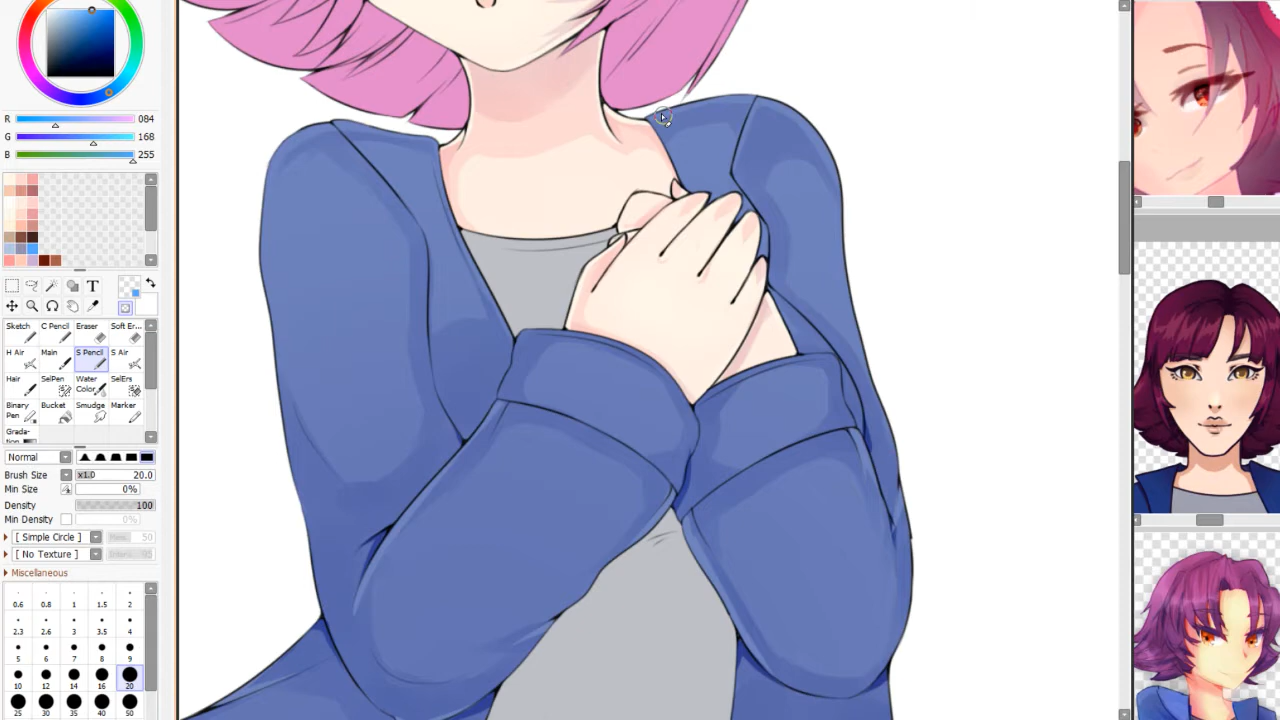 R 084
G 168
B 255
T
Sketch C Pencil Eraser Soft Er...
H Air Main S Pencil S Air
Hair SelPen Water Color SelErs
Binary Pen Bucket Smudge Marker
Grada-
Normal
Brush Size x1.0 20.0
Min Size 0%
Density 100
Min Density 0%
[ Simple Circle ] 50
[ No Texture ] 95
Miscellaneous
0.6 0.8 1 1.5 2
2.3 2.6 3 3.5 4
5 6 7 8 9
10 12 14 16 20
25 30 35 40 50